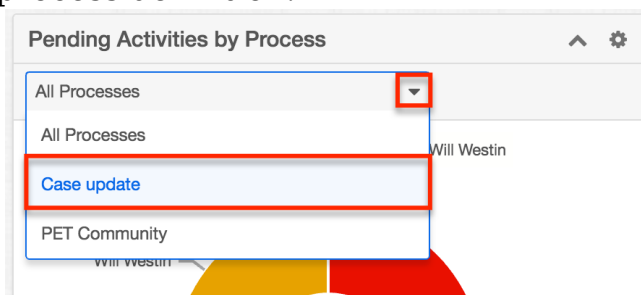 Pending Activities by Process
All Processes
All Processes
Will Westin
Case update
PET Community
Will Westin